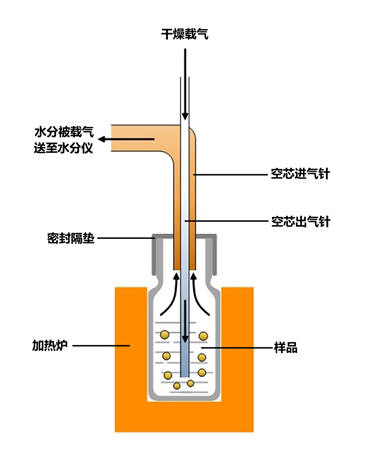 干燥载气
水分被载气
送至水分仪
空芯进气针
空芯出气针
密封隔垫
加热炉
样品